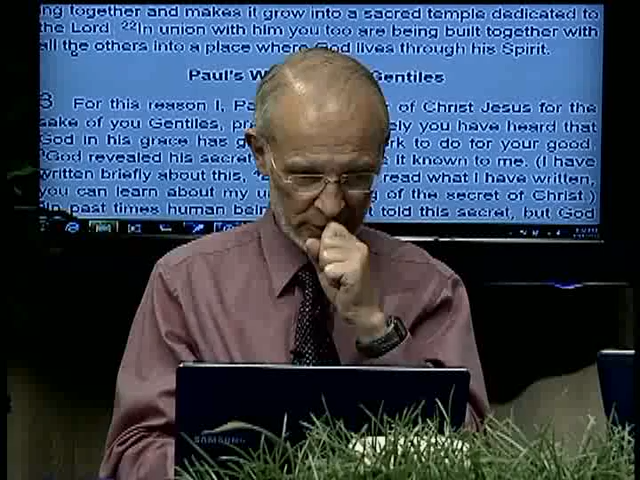 ng together and makes it grow into a sacred temple dedicated to
the Lord. 22In union with him you too are being built together with
all the others into a place where God lives through his Spirit.
Paul's W Gentiles
3 For this reason I, Pa of Christ Jesus for the
sake of you Gentiles, pr ely you have heard that
God in his grace has g rk to do for your good.
3God revealed his secre it known to me. (I have
written briefly about this, read what I have written,
you can learn about my u g of the secret of Christ.)
In past times human bei t told this secret, but God
SAMSUNG